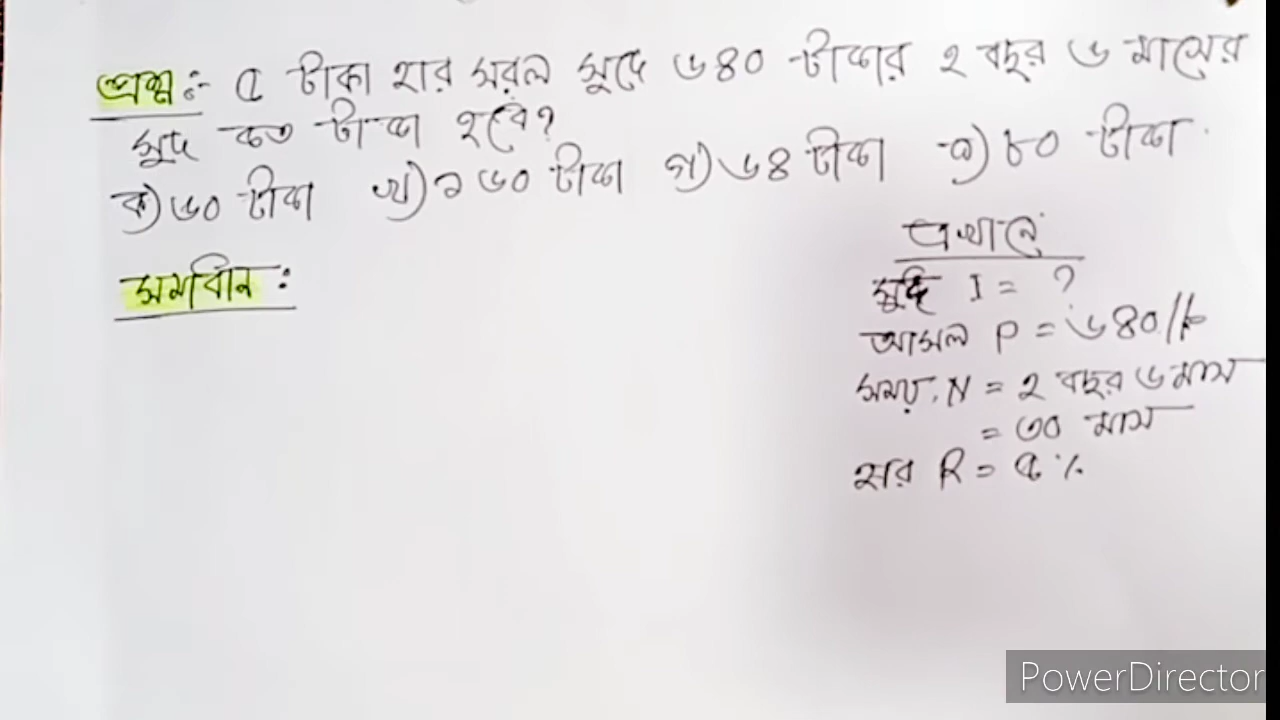 প্রশ্ন:- ৫ টাকা হার সরল সুদে ৬৪০ টাকার ২ বছর ৬ মাসের
সুদ কত টাকা হবে?
ক) ৬০ টাকা খ) ১৬০ টাকা গ) ৬৪ টাকা ঘ) ৮০ টাকা
সমাধান :
এখানে
সুদ I = ?
আসল P = ৬৪০
সময়, N = ২ বছর ৬ মাস
= ৩০ মাস
হার R = ৫%
PowerDirector